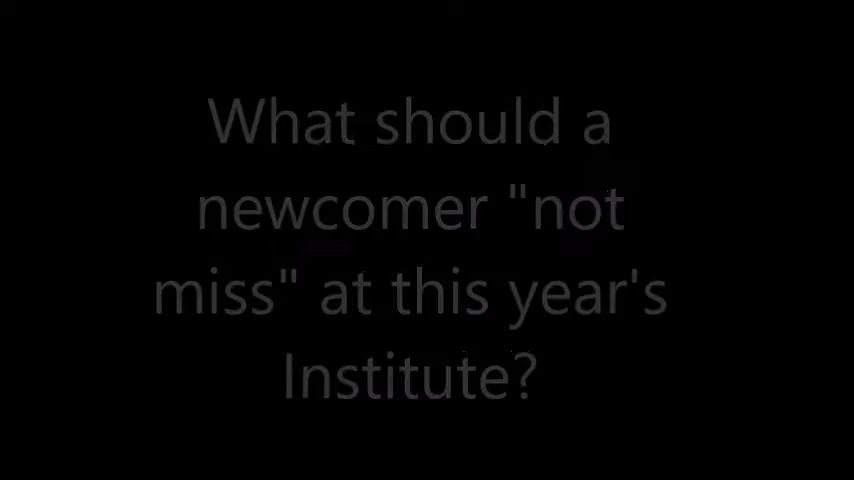 What should a
newcomer "not
miss" at this year's
Institute?